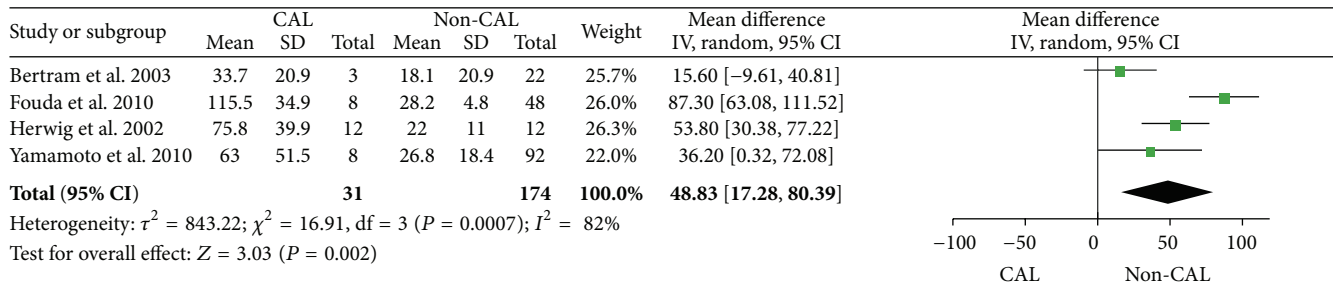 Study or subgroup CAL Non-CAL Weight Mean difference Mean difference
Mean SD Total Mean SD Total IV, random, 95% CI IV, random, 95% CI
Bertram et al. 2003 33.7 20.9 3 18.1 20.9 22 25.7% 15.60 [−9.61, 40.81]
Fouda et al. 2010 115.5 34.9 8 28.2 4.8 48 26.0% 87.30 [63.08, 111.52]
Herwig et al. 2002 75.8 39.9 12 22 11 12 26.3% 53.80 [30.38, 77.22]
Yamamoto et al. 2010 63 51.5 8 26.8 18.4 92 22.0% 36.20 [0.32, 72.08]
Total (95% CI) 31 174 100.0% 48.83 [17.28, 80.39]
Heterogeneity: τ² = 843.22; χ² = 16.91, df = 3 (P = 0.0007); I² = 82%
Test for overall effect: Z = 3.03 (P = 0.002)
−100 −50 0 50 100
CAL Non-CAL